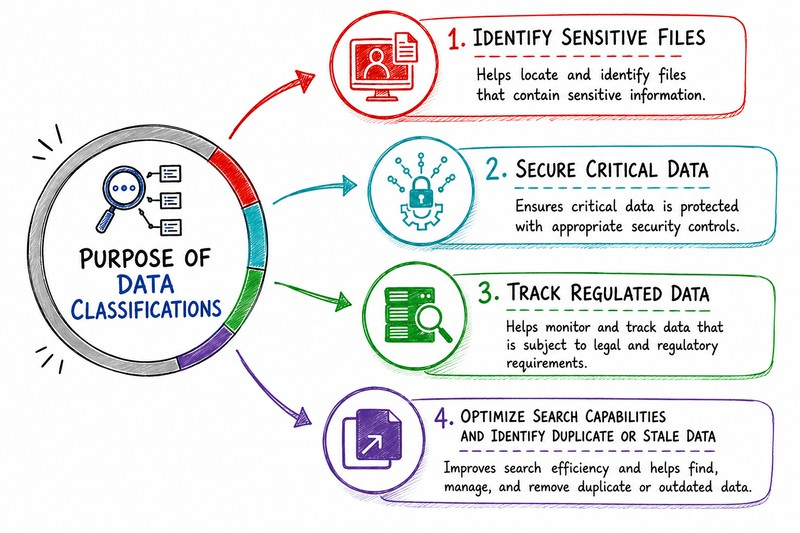 PURPOSE OF
DATA
CLASSIFICATIONS
1. IDENTIFY SENSITIVE FILES
Helps locate and identify files
that contain sensitive information.
2. SECURE CRITICAL DATA
Ensures critical data is protected
with appropriate security controls.
3. TRACK REGULATED DATA
Helps monitor and track data that
is subject to legal and regulatory
requirements.
4. OPTIMIZE SEARCH CAPABILITIES
AND IDENTIFY DUPLICATE OR STALE DATA
Improves search efficiency and helps find,
manage, and remove duplicate or outdated data.